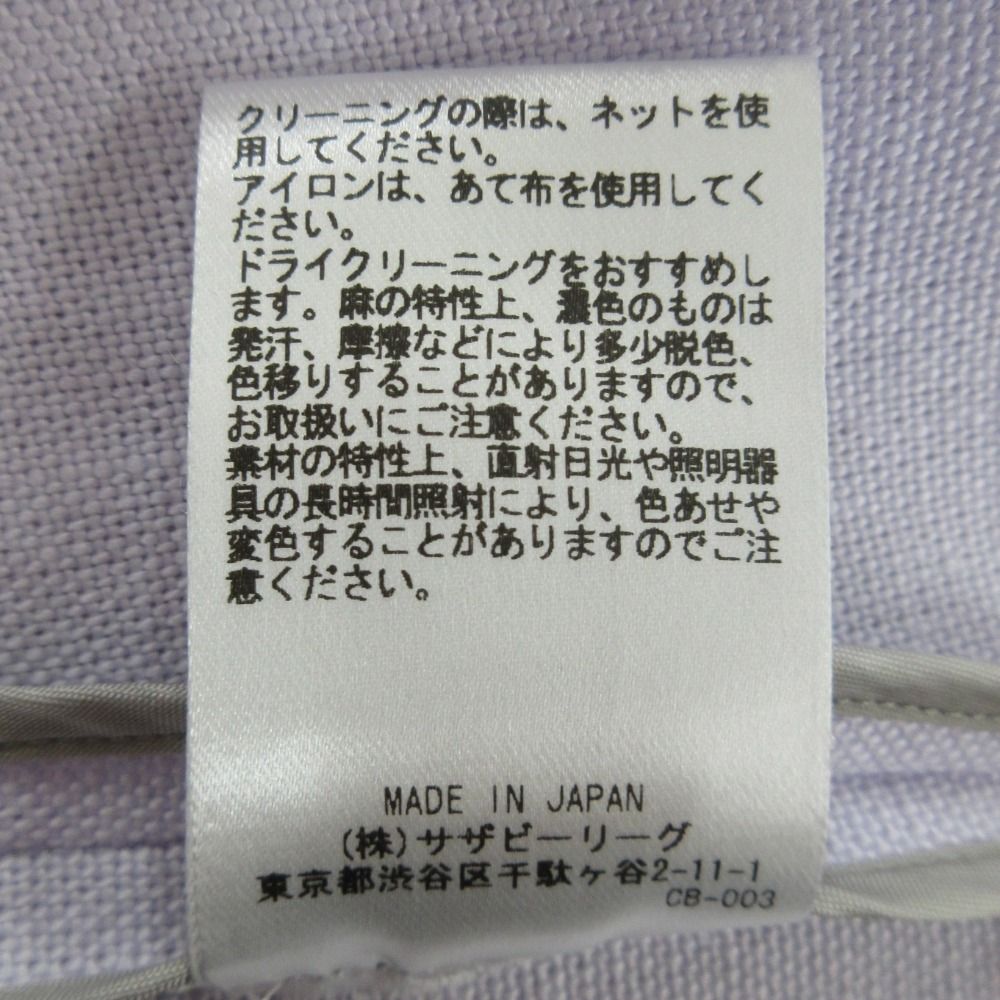 クリーニングの際は、ネットを使
用してください。
アイロンは、あて布を使用してく
ださい。
ドライクリーニングをおすすめし
ます。麻の特性上、濃色のものは
発汗、摩擦などにより多少脱色、
色移りすることがありますので、
お取扱いにご注意ください。
素材の特性上、直射日光や照明器
具の長時間照射により、色あせや
変色することがありますのでご注
意ください。
MADE IN JAPAN
(株)サザビーリーグ
東京都渋谷区千駄ヶ谷2-11-1
CB-003